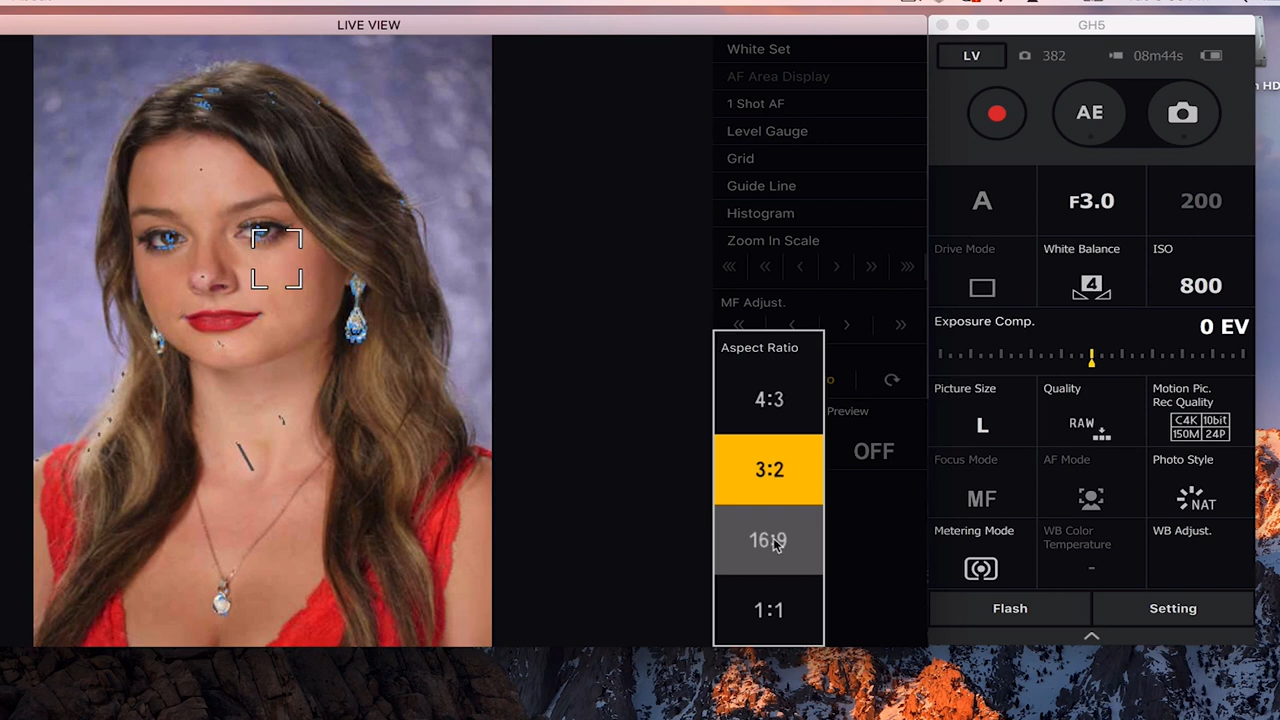 LIVE VIEW
White Set
AF Area Display
1 Shot AF
Level Gauge
Grid
Guide Line
Histogram
Zoom In Scale
MF Adjust.
Aspect Ratio
4:3
3:2
16:9
1:1
Preview
OFF
GH5
LV 382 08m44s
AE
A F3.0 200
Drive Mode White Balance ISO
4 800
Exposure Comp. 0 EV
Picture Size Quality Motion Pic.
Rec Quality
L RAW C4K 10bit
150M 24P
Focus Mode AF Mode Photo Style
MF NAT
Metering Mode WB Color
Temperature WB Adjust.
-
Flash Setting